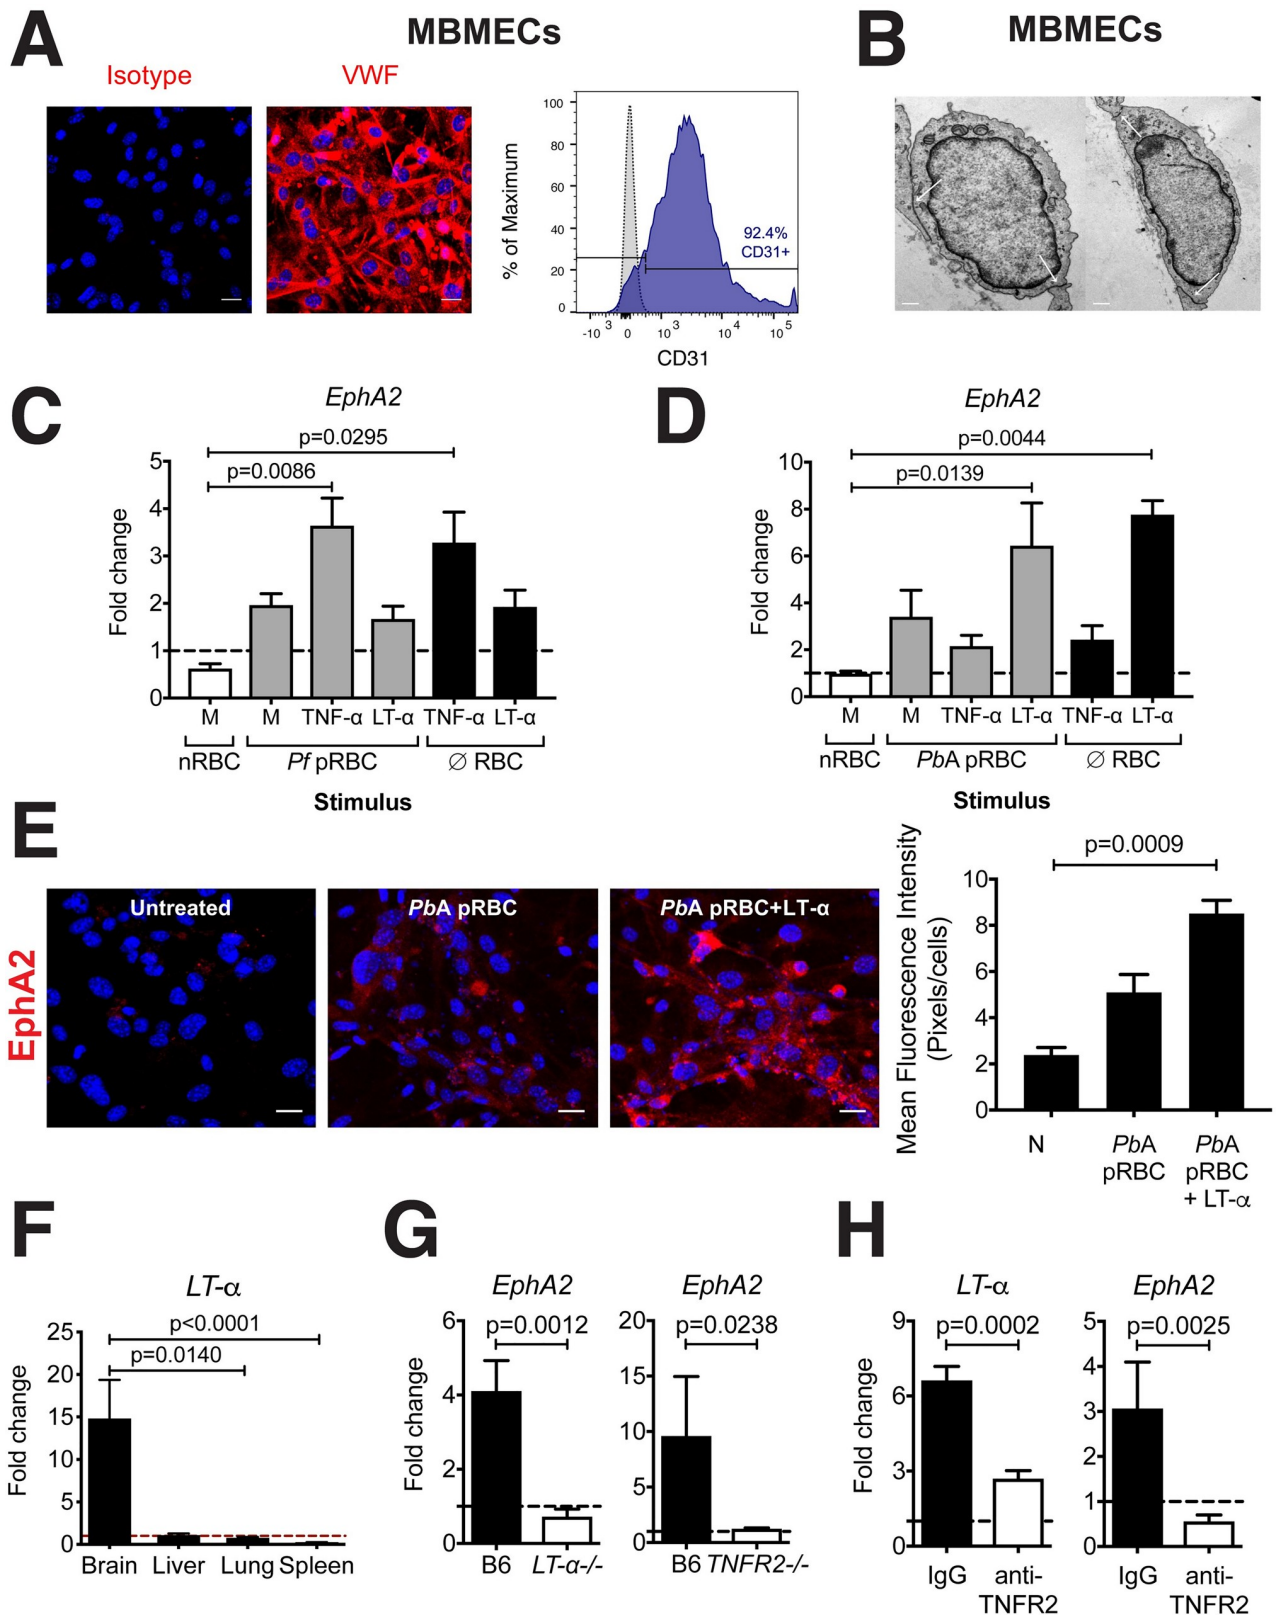 A
MBMECs
Isotype
VWF
% of Maximum
100
80
60
40
20
0
92.4%
CD31+
-10 3 0 10 3 10 4 10 5
CD31
B
MBMECs
C
EphA2
p=0.0295
p=0.0086
Fold change
5
4
3
2
1
0
M M TNF-α LT-α TNF-α LT-α
nRBC Pf pRBC ∅ RBC
Stimulus
D
EphA2
p=0.0044
p=0.0139
Fold change
10
8
6
4
2
0
M M TNF-α LT-α TNF-α LT-α
nRBC PbA pRBC ∅ RBC
Stimulus
E
EphA2
Untreated
PbA pRBC
PbA pRBC+LT-α
Mean Fluorescence Intensity
(Pixels/cells)
p=0.0009
10
8
6
4
2
0
N PbA PbA
pRBC pRBC
+ LT-α
F
LT-α
p<0.0001
p=0.0140
Fold change
25
20
15
10
5
0
Brain Liver Lung Spleen
G
EphA2
p=0.0012
Fold change
6
4
2
0
B6 LT-α-/-
EphA2
p=0.0238
20
15
10
5
0
B6 TNFR2-/-
H
LT-α
p=0.0002
Fold change
9
6
3
0
IgG anti-
TNFR2
EphA2
p=0.0025
5
4
3
2
1
0
IgG anti-
TNFR2